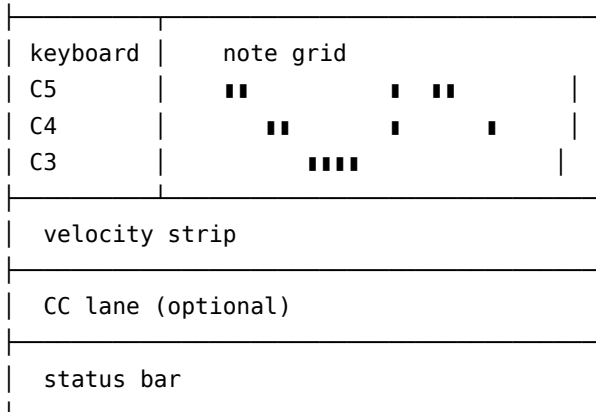 keyboard │ note grid
C5
C4
C3
velocity strip
CC lane (optional)
status bar